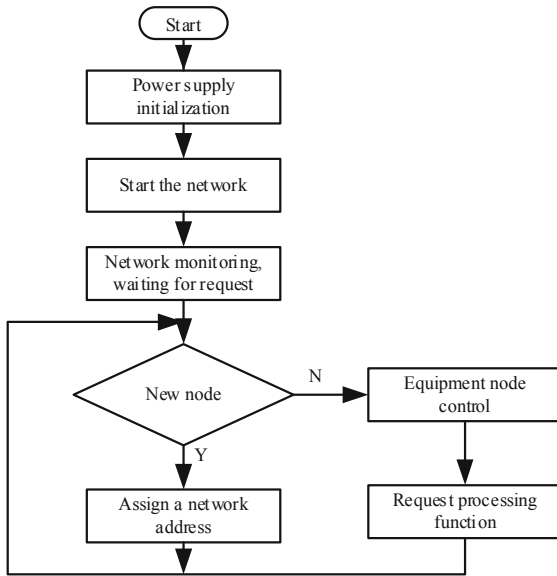 Start
Power supply
initialization
Start the network
Network monitoring,
waiting for request
New node
N
Equipment node
control
Y
Assign a network
address
Request processing
function